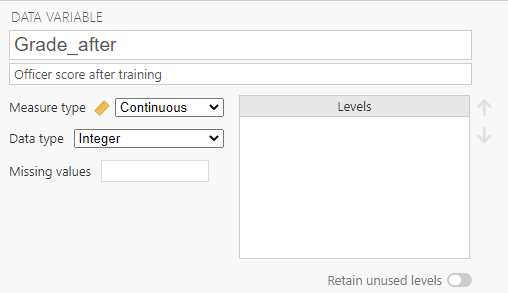 DATA VARIABLE
Grade_after
Officer score after training
Measure type Continuous
Levels
Data type Integer
Missing values
Retain unused levels